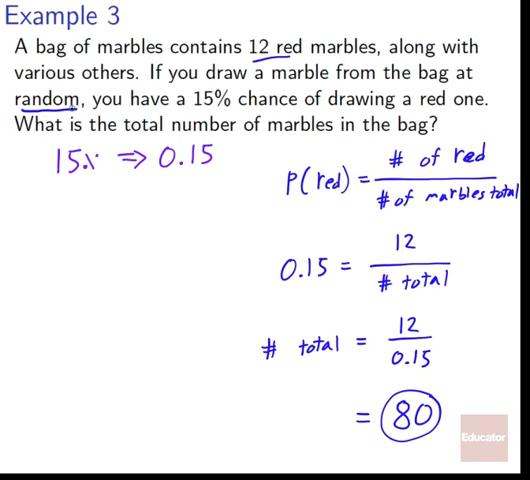 Example 3
A bag of marbles contains 12 red marbles, along with
various others. If you draw a marble from the bag at
random, you have a 15% chance of drawing a red one.
What is the total number of marbles in the bag?
15% ⇒ 0.15
P(red) = # of red / # of marbles total
0.15 = 12 / # total
# total = 12 / 0.15
= 80
Educator